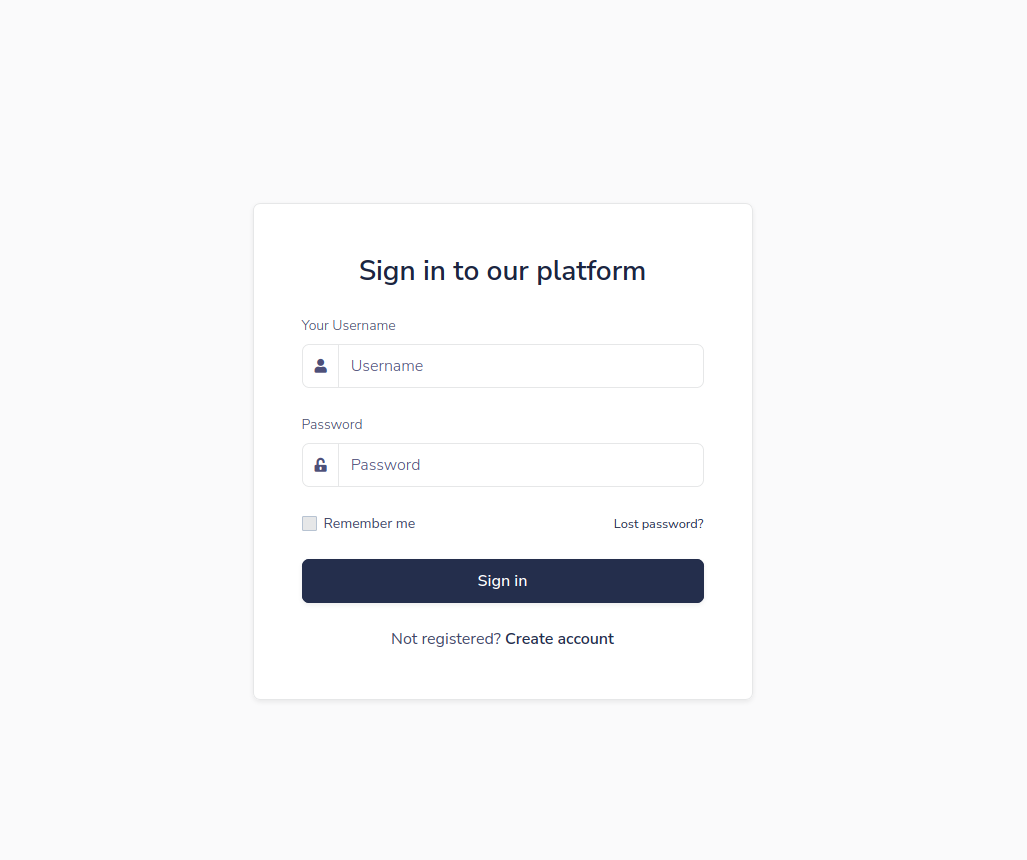 Sign in to our platform
Your Username
Username
Password
Password
Remember me Lost password?
Sign in
Not registered? Create account